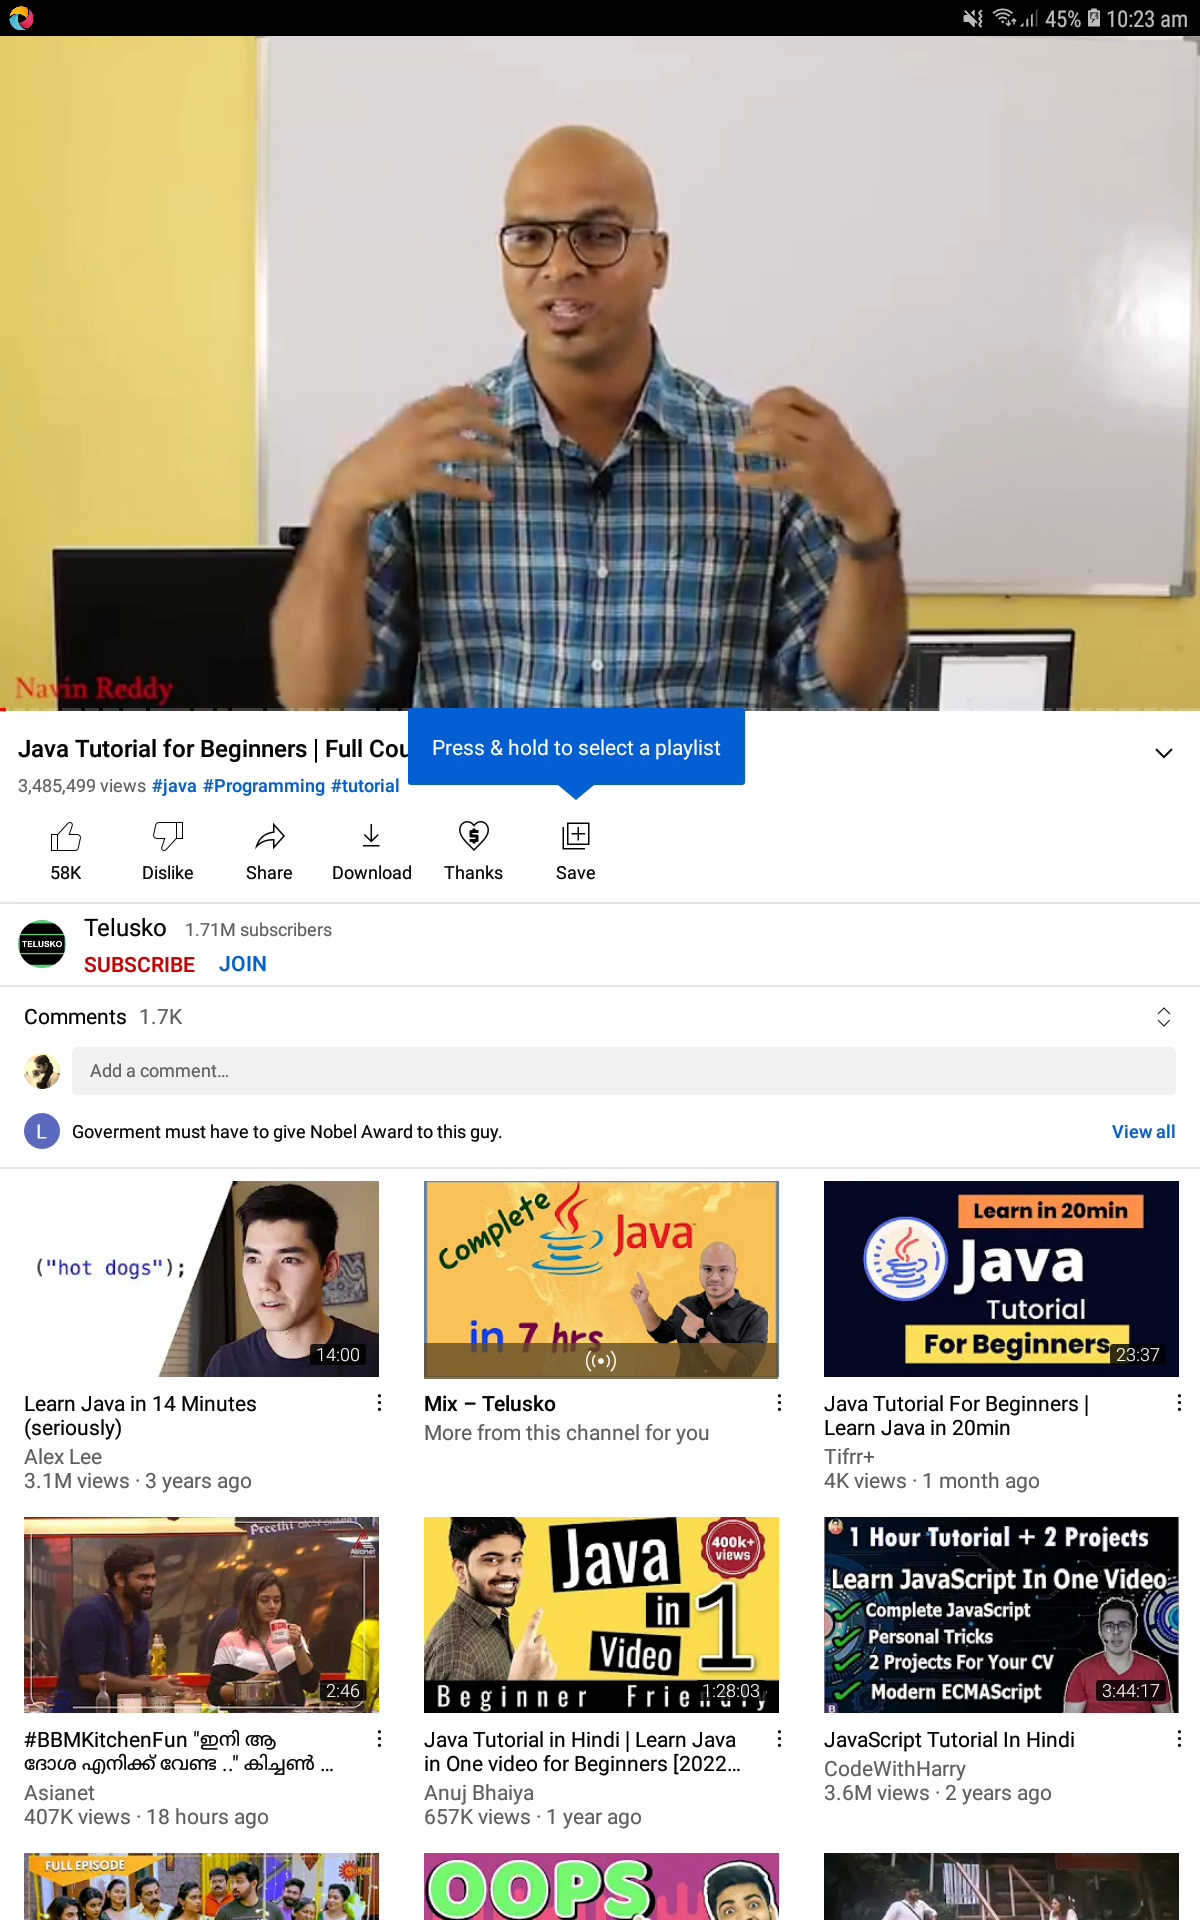 45% 10:23 am
Navin Reddy
Java Tutorial for Beginners | Full Cou
Press & hold to select a playlist
3,485,499 views #java #Programming #tutorial
58K Dislike Share Download Thanks Save
TELUSKO
Telusko 1.71M subscribers
SUBSCRIBE JOIN
Comments 1.7K
Add a comment...
L Goverment must have to give Nobel Award to this guy. View all
("hot dogs");
14:00
Learn Java in 14 Minutes
(seriously)
Alex Lee
3.1M views · 3 years ago
Complete
Java
in 7 hrs
Mix – Telusko
More from this channel for you
Learn in 20min
Java
Tutorial
For Beginners
23:37
Java Tutorial For Beginners |
Learn Java in 20min
Tifrr+
4K views · 1 month ago
Preethi
Asianet
2:46
#BBMKitchenFun "ഇനി ആ
ദോശ എനിക്ക് വേണ്ട .." കിച്ചൺ ...
Asianet
407K views · 18 hours ago
Java
400k+
views
in 1
Video
Beginner Friendly
1:28:03
Java Tutorial in Hindi | Learn Java
in One video for Beginners [2022...
Anuj Bhaiya
657K views · 1 year ago
1 Hour Tutorial + 2 Projects
Learn JavaScript In One Video
Complete JavaScript
Personal Tricks
2 Projects For Your CV
Modern ECMAScript
3:44:17
JavaScript Tutorial In Hindi
CodeWithHarry
3.6M views · 2 years ago
FULL EPISODE
OOPS